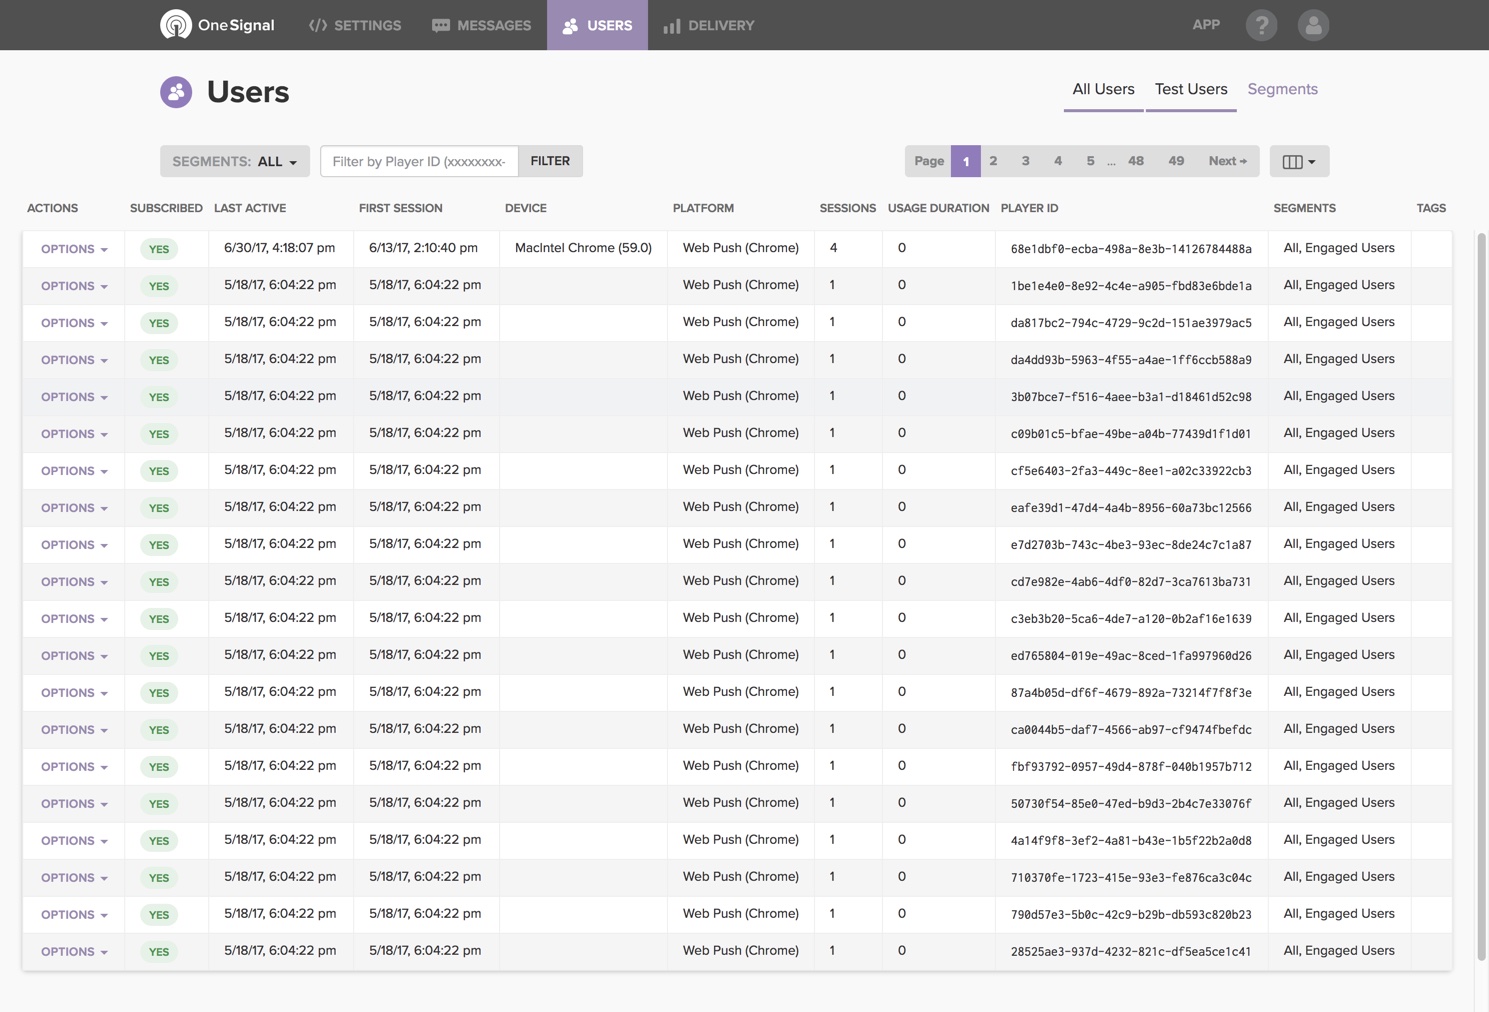 OneSignal </> SETTINGS MESSAGES USERS DELIVERY APP ?
Users All Users Test Users Segments
SEGMENTS: ALL Filter by Player ID (xxxxxxxx- FILTER Page 1 2 3 4 5 ... 48 49 Next →
ACTIONS SUBSCRIBED LAST ACTIVE FIRST SESSION DEVICE PLATFORM SESSIONS USAGE DURATION PLAYER ID SEGMENTS TAGS
OPTIONS YES 6/30/17, 4:18:07 pm 6/13/17, 2:10:40 pm MacIntel Chrome (59.0) Web Push (Chrome) 4 0 68e1dbf0-ecba-498a-8e3b-14126784488a All, Engaged Users
OPTIONS YES 5/18/17, 6:04:22 pm 5/18/17, 6:04:22 pm Web Push (Chrome) 1 0 1be1e4e0-8e92-4c4e-a905-fbd83e6bde1a All, Engaged Users
OPTIONS YES 5/18/17, 6:04:22 pm 5/18/17, 6:04:22 pm Web Push (Chrome) 1 0 da817bc2-794c-4729-9c2d-151ae3979ac5 All, Engaged Users
OPTIONS YES 5/18/17, 6:04:22 pm 5/18/17, 6:04:22 pm Web Push (Chrome) 1 0 da4dd93b-5963-4f55-a4ae-1ff6ccb588a9 All, Engaged Users
OPTIONS YES 5/18/17, 6:04:22 pm 5/18/17, 6:04:22 pm Web Push (Chrome) 1 0 3b07bce7-f516-4aee-b3a1-d18461d52c98 All, Engaged Users
OPTIONS YES 5/18/17, 6:04:22 pm 5/18/17, 6:04:22 pm Web Push (Chrome) 1 0 c09b01c5-bfae-49be-a04b-77439d1f1d01 All, Engaged Users
OPTIONS YES 5/18/17, 6:04:22 pm 5/18/17, 6:04:22 pm Web Push (Chrome) 1 0 cf5e6403-2fa3-449c-8ee1-a02c33922cb3 All, Engaged Users
OPTIONS YES 5/18/17, 6:04:22 pm 5/18/17, 6:04:22 pm Web Push (Chrome) 1 0 eafe39d1-47d4-4a4b-8956-60a73bc12566 All, Engaged Users
OPTIONS YES 5/18/17, 6:04:22 pm 5/18/17, 6:04:22 pm Web Push (Chrome) 1 0 e7d2703b-743c-4be3-93ec-8de24c7c1a87 All, Engaged Users
OPTIONS YES 5/18/17, 6:04:22 pm 5/18/17, 6:04:22 pm Web Push (Chrome) 1 0 cd7e982e-4ab6-4df0-82d7-3ca7613ba731 All, Engaged Users
OPTIONS YES 5/18/17, 6:04:22 pm 5/18/17, 6:04:22 pm Web Push (Chrome) 1 0 c3eb3b20-5ca6-4de7-a120-0b2af16e1639 All, Engaged Users
OPTIONS YES 5/18/17, 6:04:22 pm 5/18/17, 6:04:22 pm Web Push (Chrome) 1 0 ed765804-019e-49ac-8ced-1fa997960d26 All, Engaged Users
OPTIONS YES 5/18/17, 6:04:22 pm 5/18/17, 6:04:22 pm Web Push (Chrome) 1 0 87a4b05d-df6f-4679-892a-73214f7f8f3e All, Engaged Users
OPTIONS YES 5/18/17, 6:04:22 pm 5/18/17, 6:04:22 pm Web Push (Chrome) 1 0 ca0044b5-daf7-4566-ab97-cf9474fbefdc All, Engaged Users
OPTIONS YES 5/18/17, 6:04:22 pm 5/18/17, 6:04:22 pm Web Push (Chrome) 1 0 fbf93792-0957-49d4-878f-040b1957b712 All, Engaged Users
OPTIONS YES 5/18/17, 6:04:22 pm 5/18/17, 6:04:22 pm Web Push (Chrome) 1 0 50730f54-85e0-47ed-b9d3-2b4c7e33076f All, Engaged Users
OPTIONS YES 5/18/17, 6:04:22 pm 5/18/17, 6:04:22 pm Web Push (Chrome) 1 0 4a14f9f8-3ef2-4a81-b43e-1b5f22b2a0d8 All, Engaged Users
OPTIONS YES 5/18/17, 6:04:22 pm 5/18/17, 6:04:22 pm Web Push (Chrome) 1 0 710370fe-1723-415e-93e3-fe876ca3c04c All, Engaged Users
OPTIONS YES 5/18/17, 6:04:22 pm 5/18/17, 6:04:22 pm Web Push (Chrome) 1 0 790d57e3-5b0c-42c9-b29b-db593c820b23 All, Engaged Users
OPTIONS YES 5/18/17, 6:04:22 pm 5/18/17, 6:04:22 pm Web Push (Chrome) 1 0 28525ae3-937d-4232-821c-df5ea5ce1c41 All, Engaged Users